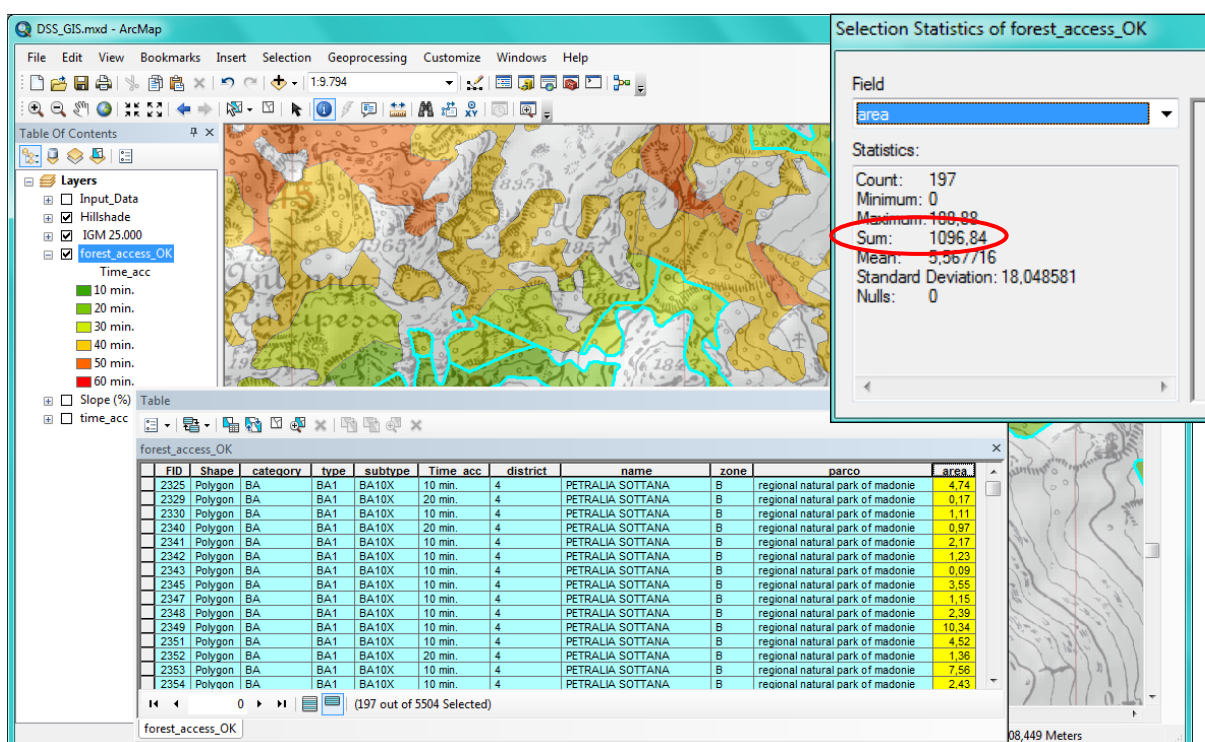 DSS_GIS.mxd - ArcMap
File Edit View Bookmarks Insert Selection Geoprocessing Customize Windows Help
1:9.794
Table Of Contents
Layers
Input_Data
Hillshade
IGM 25.000
forest_access_OK
Time_acc
10 min.
20 min.
30 min.
40 min.
50 min.
60 min.
Slope (%)
time_acc
Selection Statistics of forest_access_OK
Field
area
Statistics:
Count: 197
Minimum: 0
Maximum: 188,88
Sum: 1096,84
Mean: 5,567716
Standard Deviation: 18,048581
Nulls: 0
Table
forest_access_OK
FID Shape category type subtype Time_acc district name zone parco area
2325 Polygon BA BA1 BA10X 10 min. 4 PETRALIA SOTTANA B regional natural park of madonie 4,74
2329 Polygon BA BA1 BA10X 20 min. 4 PETRALIA SOTTANA B regional natural park of madonie 0,17
2330 Polygon BA BA1 BA10X 10 min. 4 PETRALIA SOTTANA B regional natural park of madonie 1,11
2340 Polygon BA BA1 BA10X 20 min. 4 PETRALIA SOTTANA B regional natural park of madonie 0,97
2341 Polygon BA BA1 BA10X 10 min. 4 PETRALIA SOTTANA B regional natural park of madonie 2,17
2342 Polygon BA BA1 BA10X 10 min. 4 PETRALIA SOTTANA B regional natural park of madonie 1,23
2343 Polygon BA BA1 BA10X 10 min. 4 PETRALIA SOTTANA B regional natural park of madonie 0,09
2345 Polygon BA BA1 BA10X 10 min. 4 PETRALIA SOTTANA B regional natural park of madonie 3,55
2347 Polygon BA BA1 BA10X 10 min. 4 PETRALIA SOTTANA B regional natural park of madonie 1,15
2348 Polygon BA BA1 BA10X 10 min. 4 PETRALIA SOTTANA B regional natural park of madonie 2,39
2349 Polygon BA BA1 BA10X 10 min. 4 PETRALIA SOTTANA B regional natural park of madonie 10,34
2351 Polygon BA BA1 BA10X 10 min. 4 PETRALIA SOTTANA B regional natural park of madonie 4,52
2352 Polygon BA BA1 BA10X 20 min. 4 PETRALIA SOTTANA B regional natural park of madonie 1,36
2353 Polygon BA BA1 BA10X 10 min. 4 PETRALIA SOTTANA B regional natural park of madonie 7,56
2354 Polygon BA BA1 BA10X 10 min. 4 PETRALIA SOTTANA B regional natural park of madonie 2,43
0 (197 out of 5504 Selected)
forest_access_OK
08,449 Meters